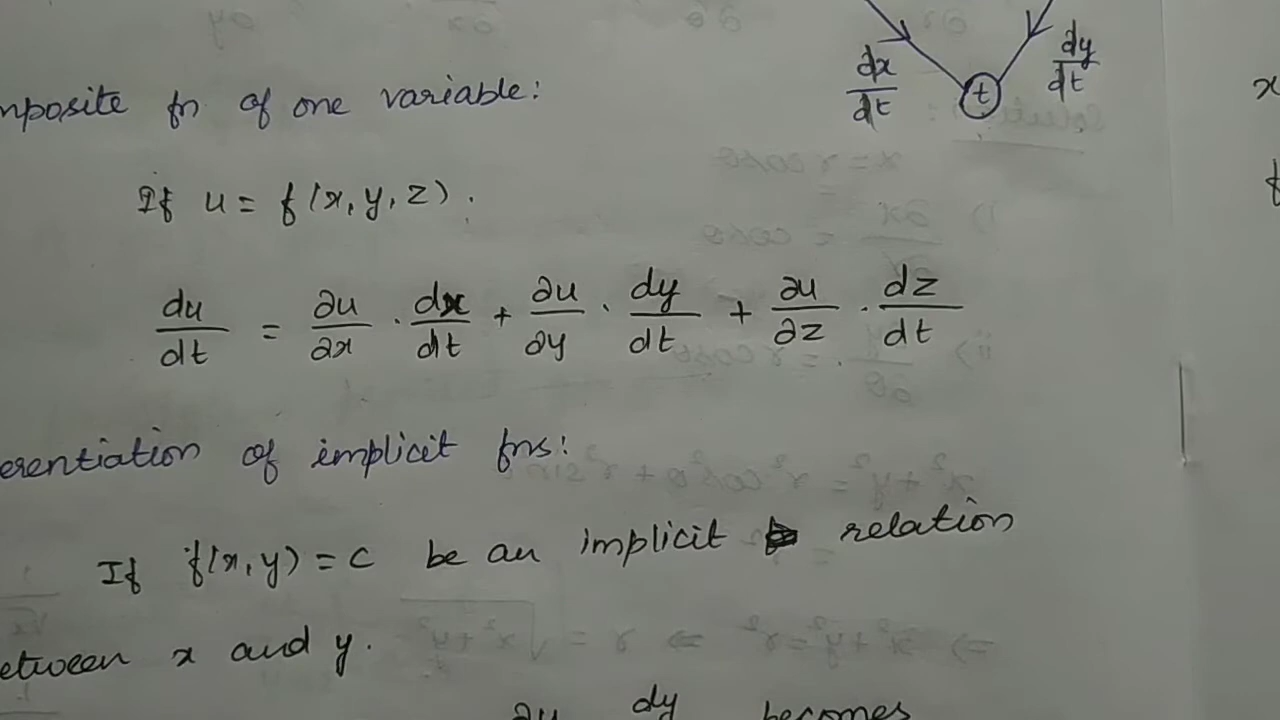 dx/dt
dy/dt
t
mposite fn of one variable:
x
If u = f(x, y, z).
du/dt = ∂u/∂x · dx/dt + ∂u/∂y · dy/dt + ∂u/∂z · dz/dt
erentiation of implicit fns:
If f(x, y) = c be an implicit relation
etween x and y.
∂u dy becomes